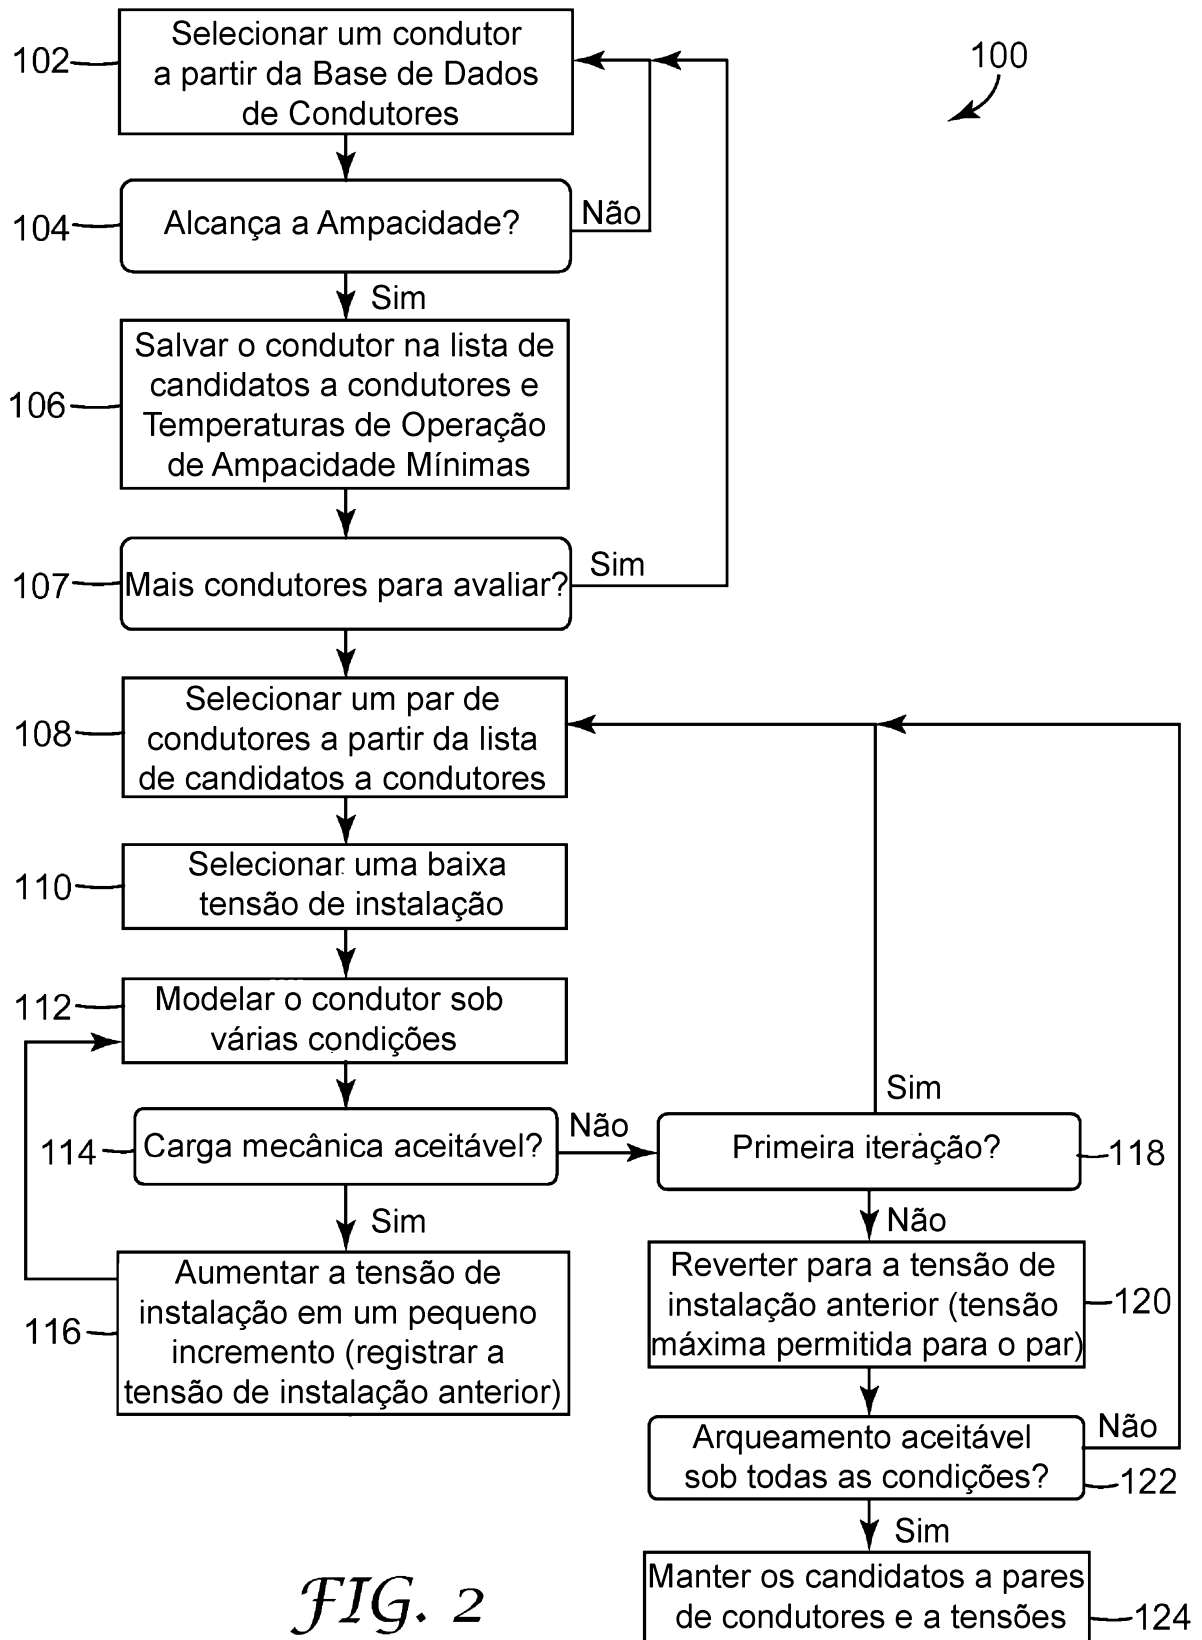 Selecionar um condutor
a partir da Base de Dados
de Condutores
102
100
Alcança a Ampacidade?
104
Não
Sim
Salvar o condutor na lista de
candidatos a condutores e
Temperaturas de Operação
de Ampacidade Mínimas
106
Mais condutores para avaliar?
107
Sim
Selecionar um par de
condutores a partir da lista
de candidatos a condutores
108
Selecionar uma baixa
tensão de instalação
110
Modelar o condutor sob
várias condições
112
Carga mecânica aceitável?
114
Não
Sim
Primeira iteração?
118
Sim
Não
Aumentar a tensão de
instalação em um pequeno
incremento (registrar a
tensão de instalação anterior)
116
Reverter para a tensão de
instalação anterior (tensão
máxima permitida para o par)
120
Arqueamento aceitável
sob todas as condições?
122
Não
Sim
Manter os candidatos a pares
de condutores e a tensões
124
FIG. 2